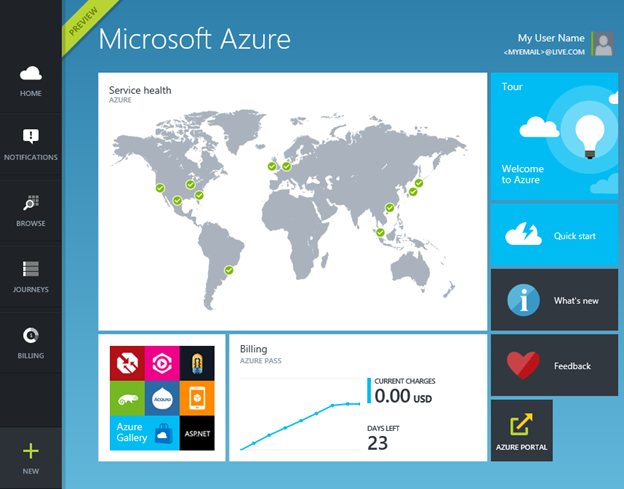 PREVIEW
Microsoft Azure
My User Name
<MYEMAIL>@LIVE.COM
HOME
NOTIFICATIONS
BROWSE
JOURNEYS
BILLING
NEW
Service health
AZURE
Tour
Welcome
to Azure
Quick start
What's new
Feedback
AZURE PORTAL
Acquia
Azure
Gallery
ASP.NET
Billing
AZURE PASS
CURRENT CHARGES
0.00 USD
DAYS LEFT
23